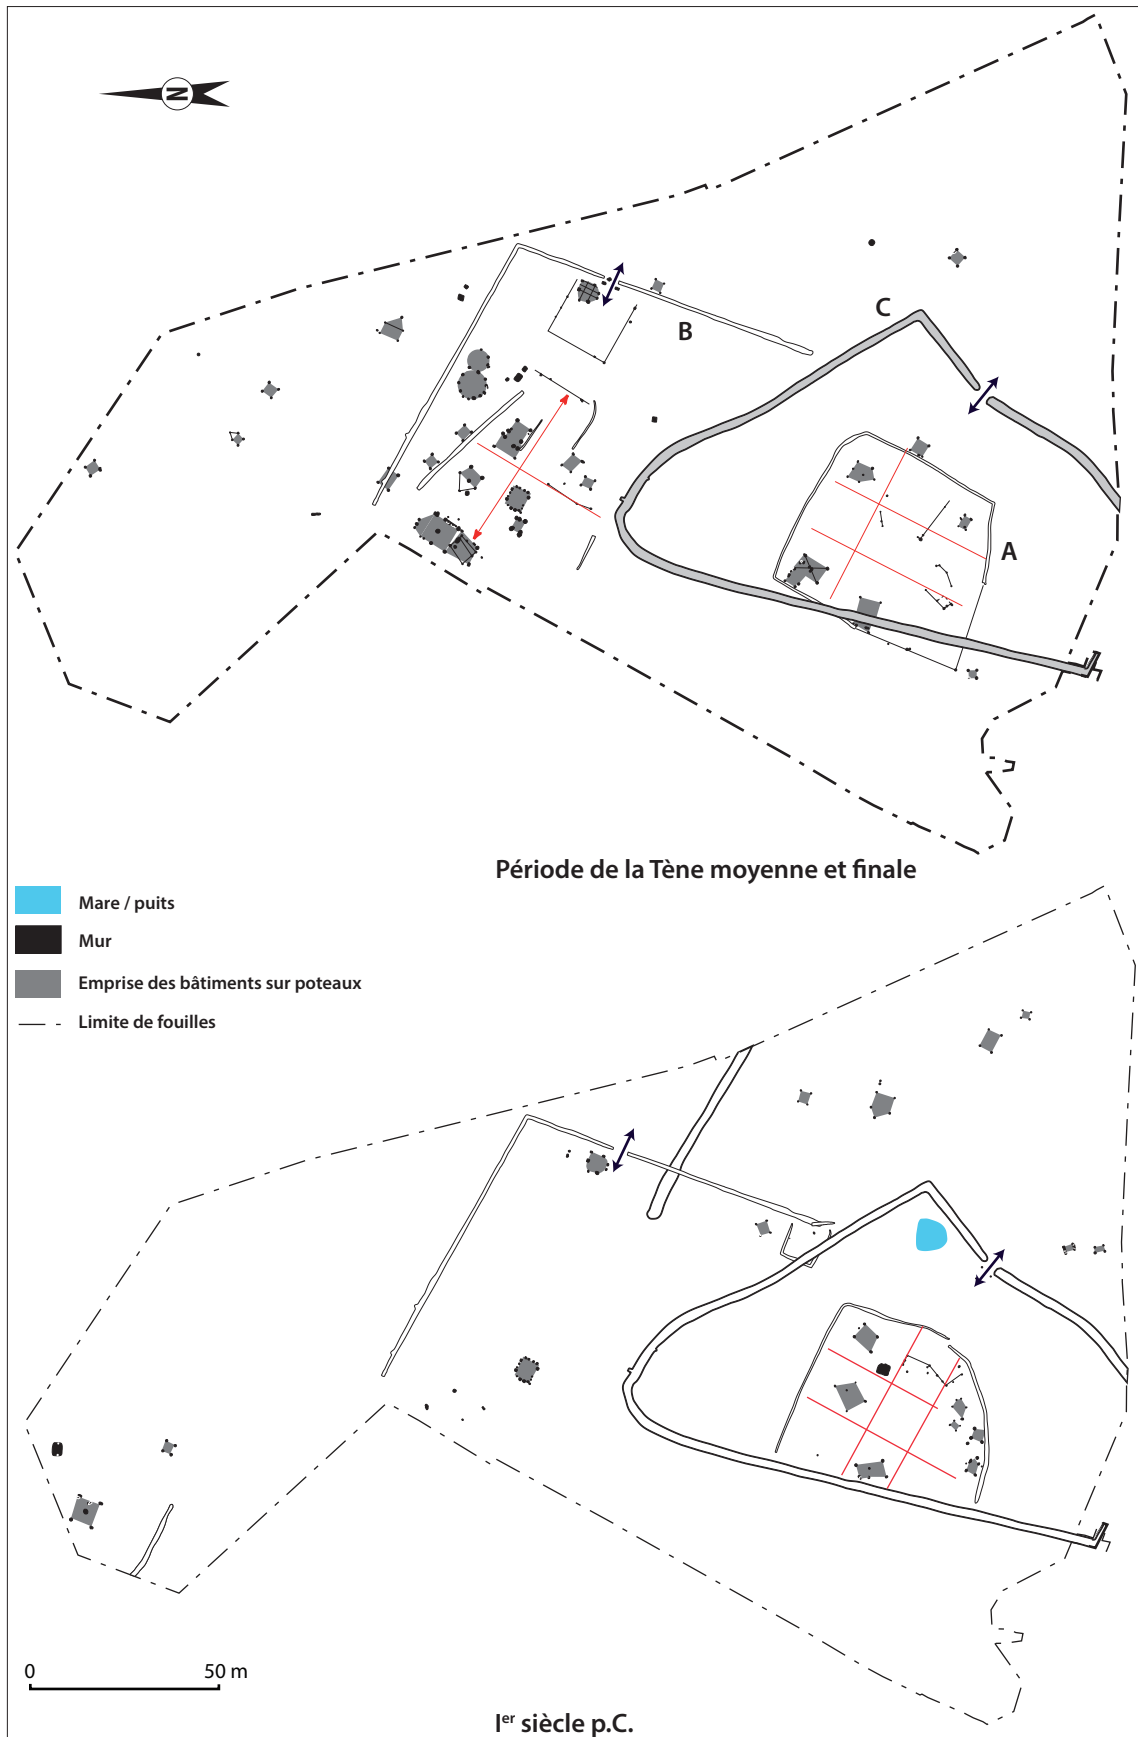 N
C
B
A
Période de la Tène moyenne et finale
Mare / puits
Mur
Emprise des bâtiments sur poteaux
Limite de fouilles
0 50 m
Ier siècle p.C.